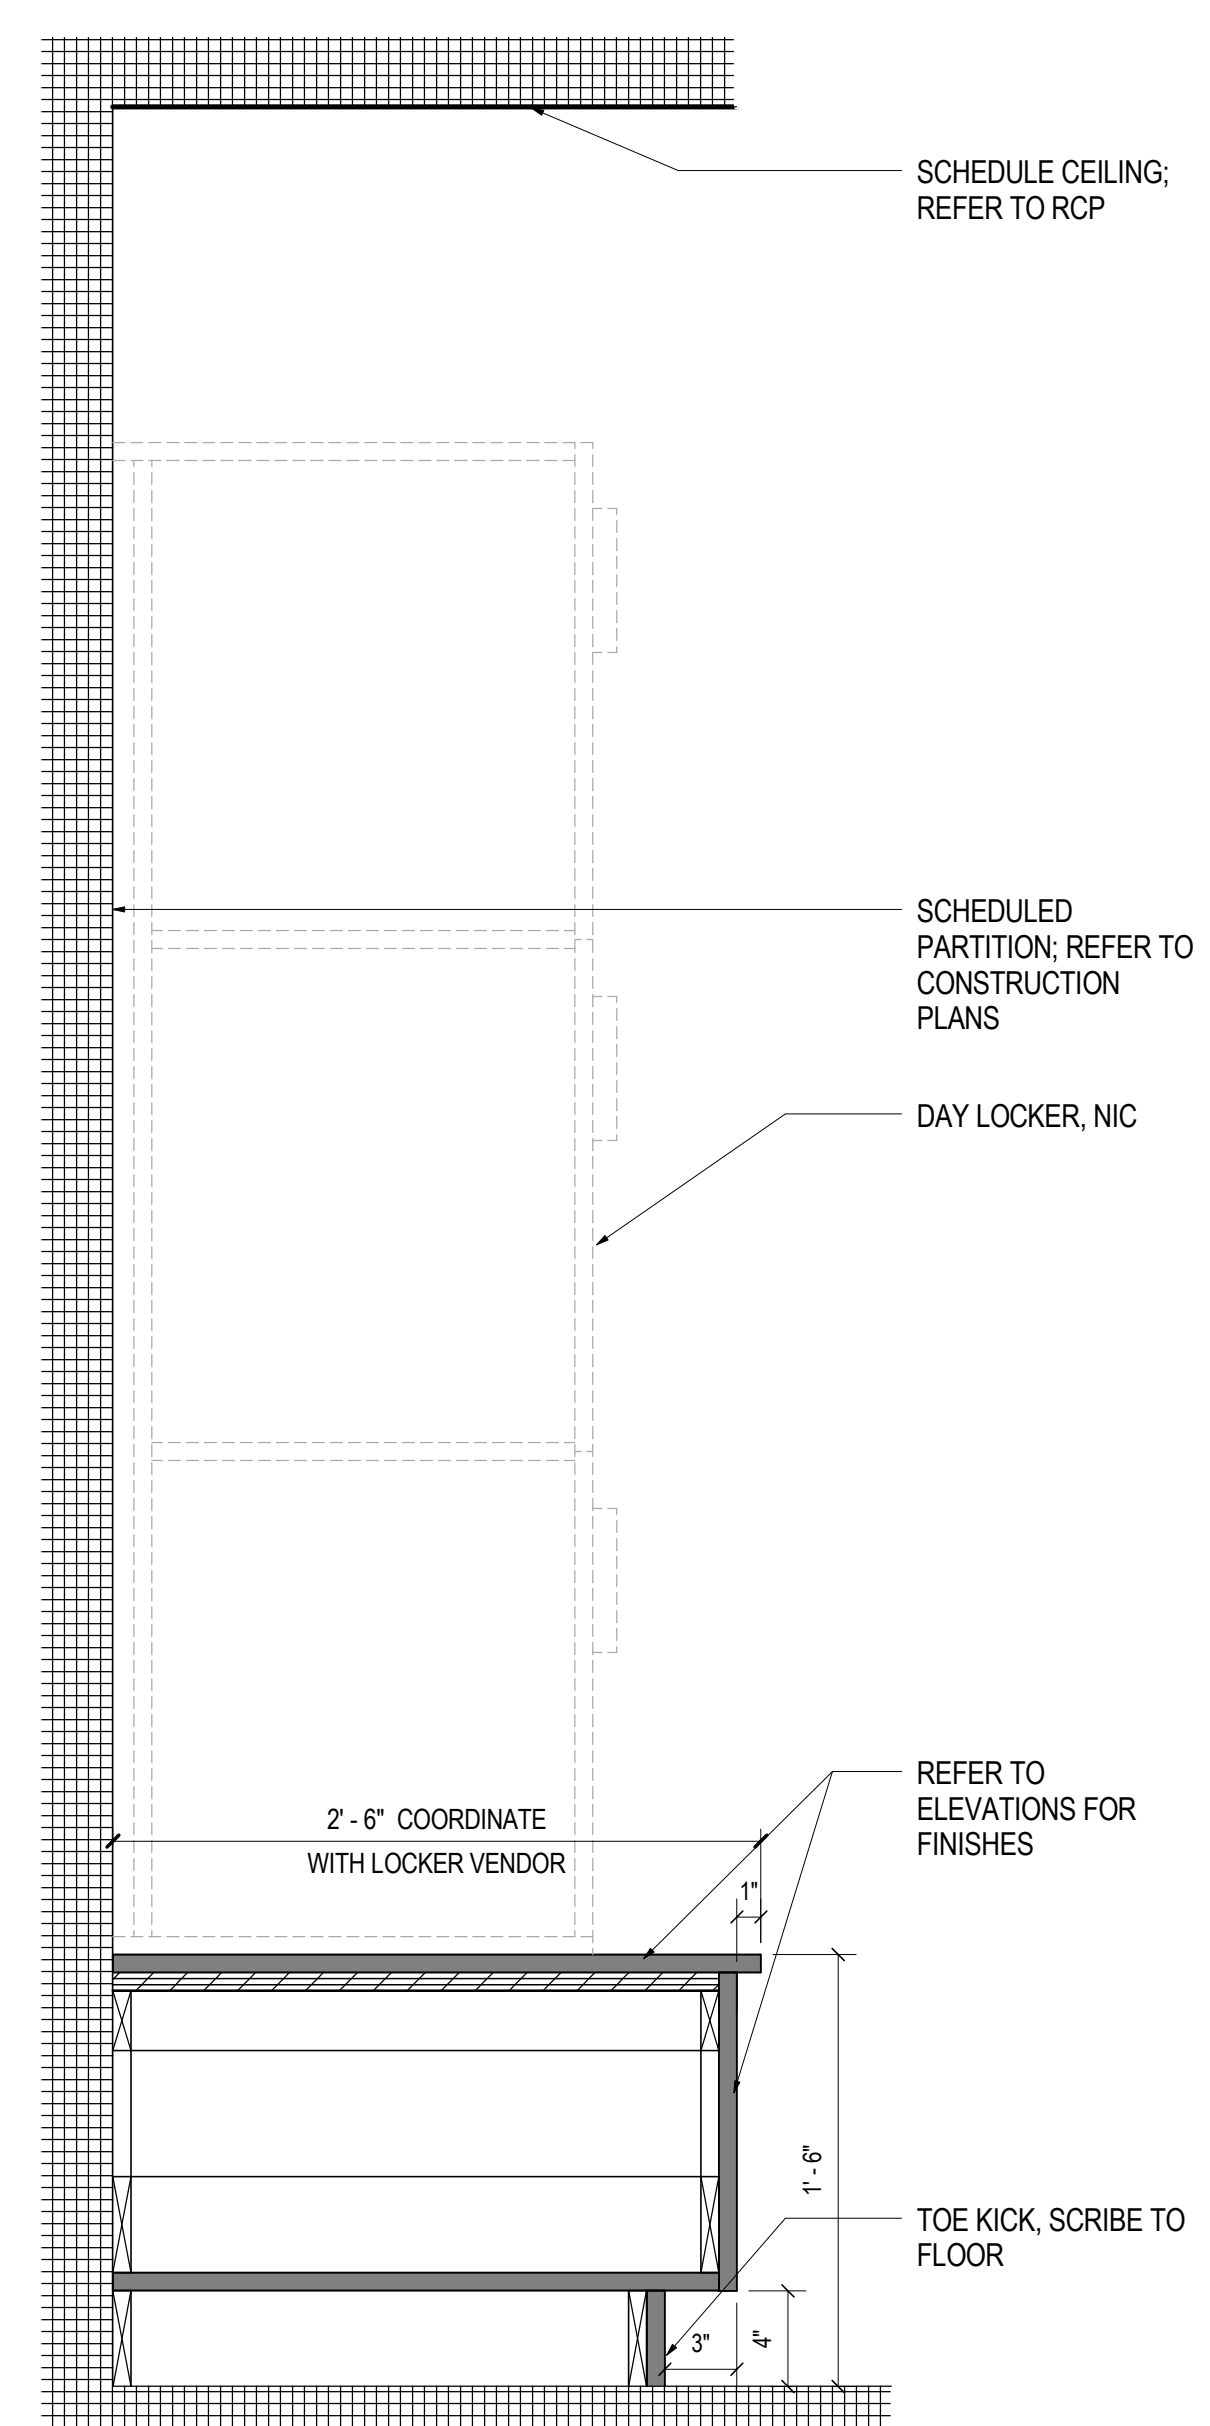 SCHEDULE CEILING;
REFER TO RCP
SCHEDULED
PARTITION; REFER TO
CONSTRUCTION
PLANS
DAY LOCKER, NIC
REFER TO
ELEVATIONS FOR
FINISHES
2' - 6" COORDINATE
WITH LOCKER VENDOR
1"
1' - 6"
TOE KICK, SCRIBE TO
FLOOR
3"
4"